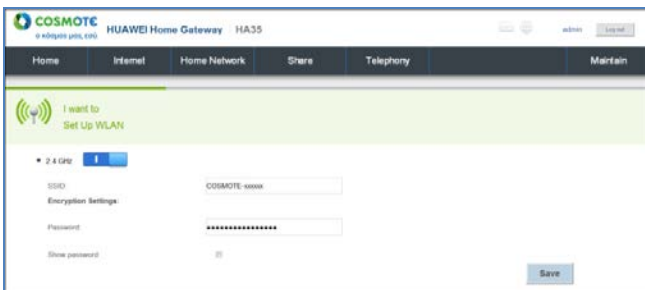 COSMOTE
ο κόσμος μας, εσύ
HUAWEI Home Gateway HA35
admin Log out
Home Internet Home Network Share Telephony Maintain
I want to
Set Up WLAN
2.4 GHz
SSID COSMOTE-xxxxxx
Encryption Settings:
Password: ••••••••••••••••
Show password
Save